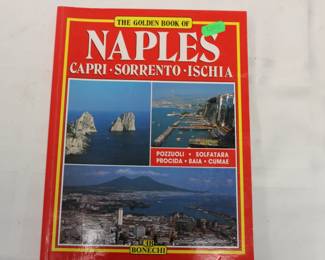 THE GOLDEN BOOK OF
NAPLES
CAPRI · SORRENTO · ISCHIA
POZZUOLI • SOLFATARA
PROCIDA • BAIA • CUMAE
BONECHI